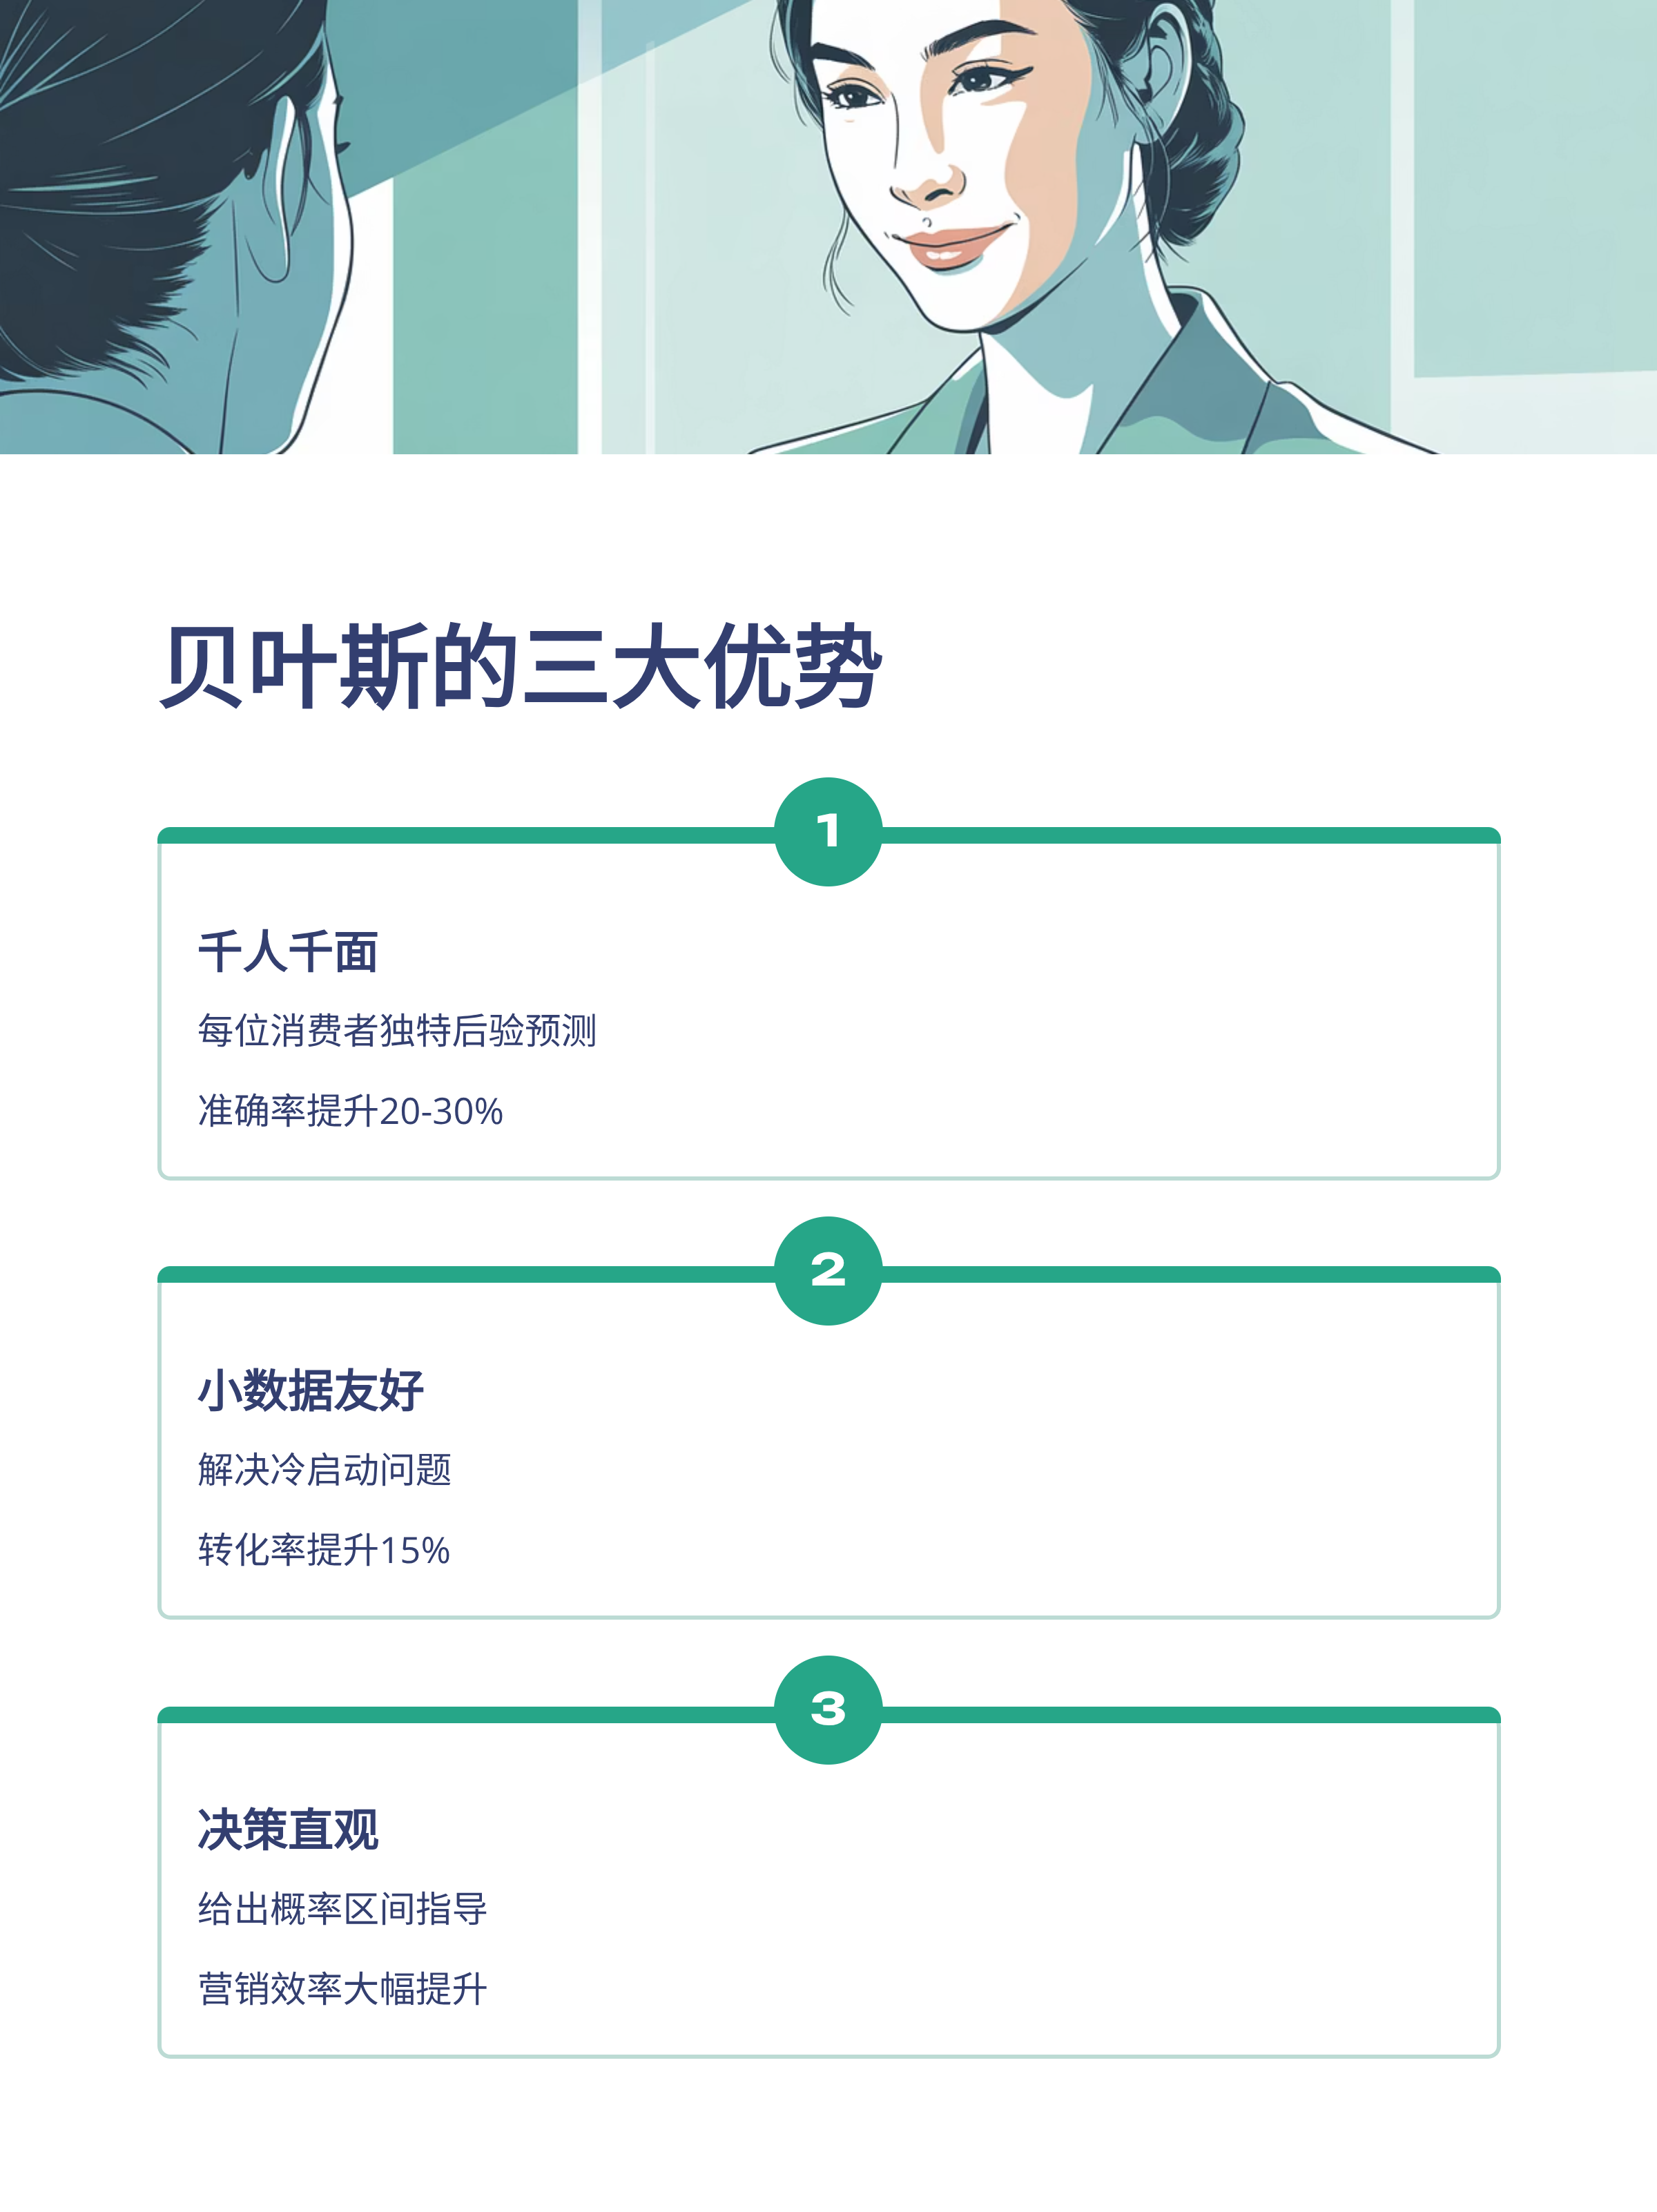 贝叶斯的三大优势
1
千人千面
每位消费者独特后验预测
准确率提升20-30%
2
小数据友好
解决冷启动问题
转化率提升15%
3
决策直观
给出概率区间指导
营销效率大幅提升